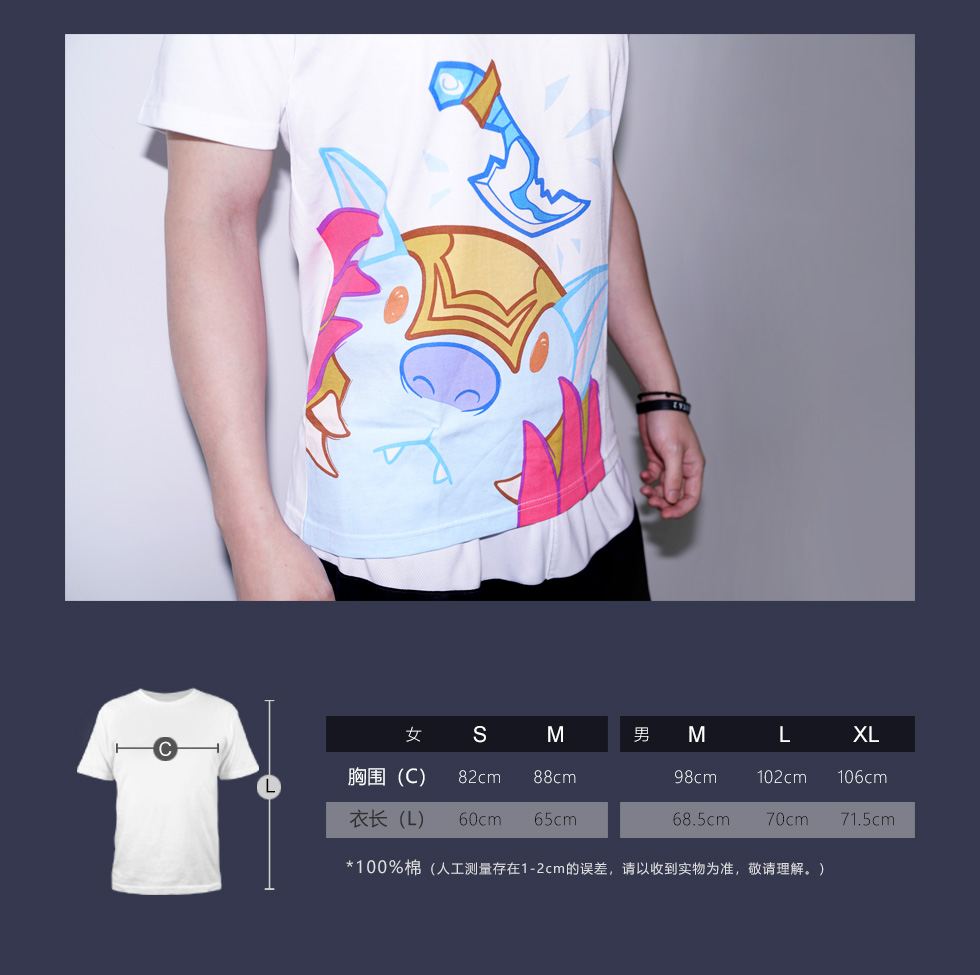 C
L
女 S M 男 M L XL
胸围（C） 82cm 88cm 98cm 102cm 106cm
衣长（L） 60cm 65cm 68.5cm 70cm 71.5cm
*100%棉（人工测量存在1-2cm的误差，请以收到实物为准，敬请理解。）